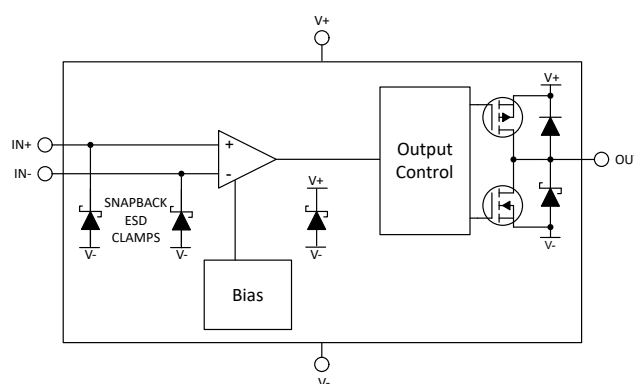 V+
IN+
IN-
+
-
SNAPBACK
ESD
CLAMPS
V-
V-
V+
V-
Bias
Output
Control
V+
V-
OU
V-